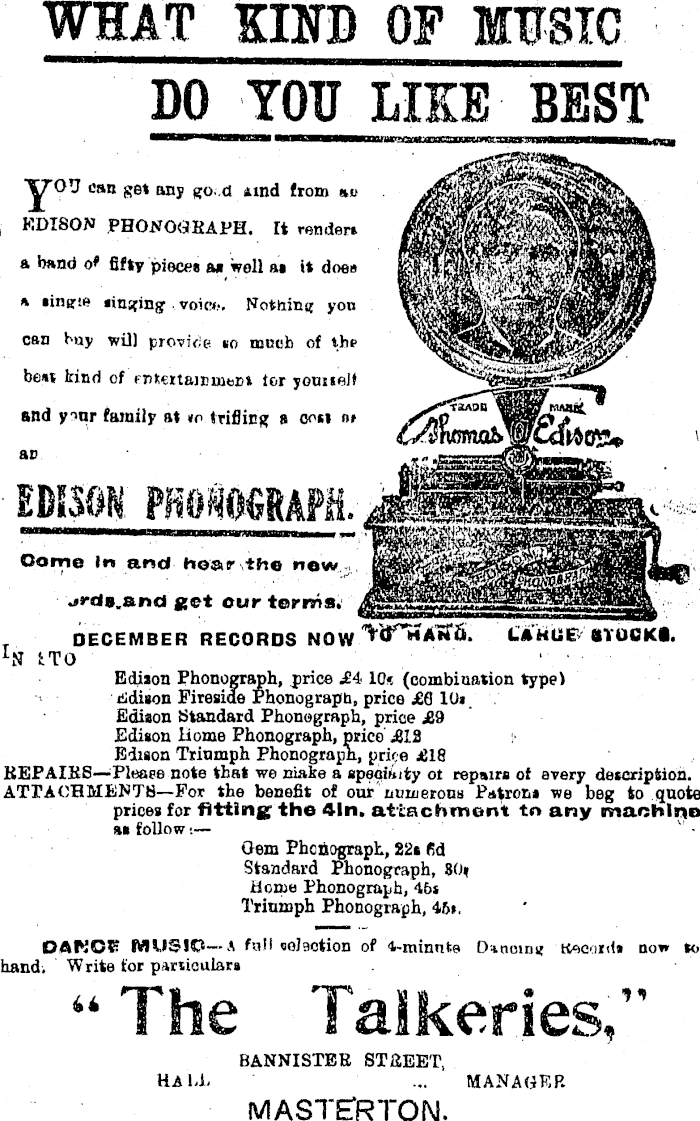 WHAT KIND OF MUSIC
DO YOU LIKE BEST
YOU can get any good kind from an
EDISON PHONOGRAPH. It renders
a band of fifty pieces as well as it does
a single singing voice. Nothing you
can buy will provide so much of the
best kind of entertainment for yourself
and your family at so trifling a cost as
an
EDISON PHONOGRAPH.
TRADE MARK
Thomas A Edison
EDISON
PHONOGRAPH
Come in and hear the new
ords and get our terms.
DECEMBER RECORDS NOW TO HAND. LARGE STOCKS.
IN STO
Edison Phonograph, price £4 10s (combination type)
Edison Fireside Phonograph, price £6 10s
Edison Standard Phonograph, price £9
Edison Home Phonograph, price £13
Edison Triumph Phonograph, price £18
REPAIRS—Please note that we make a speciality of repairs of every description.
ATTACHMENTS—For the benefit of our numerous Patrons we beg to quote
prices for fitting the 4in. attachment to any machine
as follow:—
Gem Phonograph, 22s 6d
Standard Phonograph, 30s
Home Phonograph, 45s
Triumph Phonograph, 45s.
DANCE MUSIC—A full selection of 4-minute Dancing Records now to
hand. Write for particulars
“The Talkeries,”
BANNISTER STREET,
HALL ... MANAGER
MASTERTON.